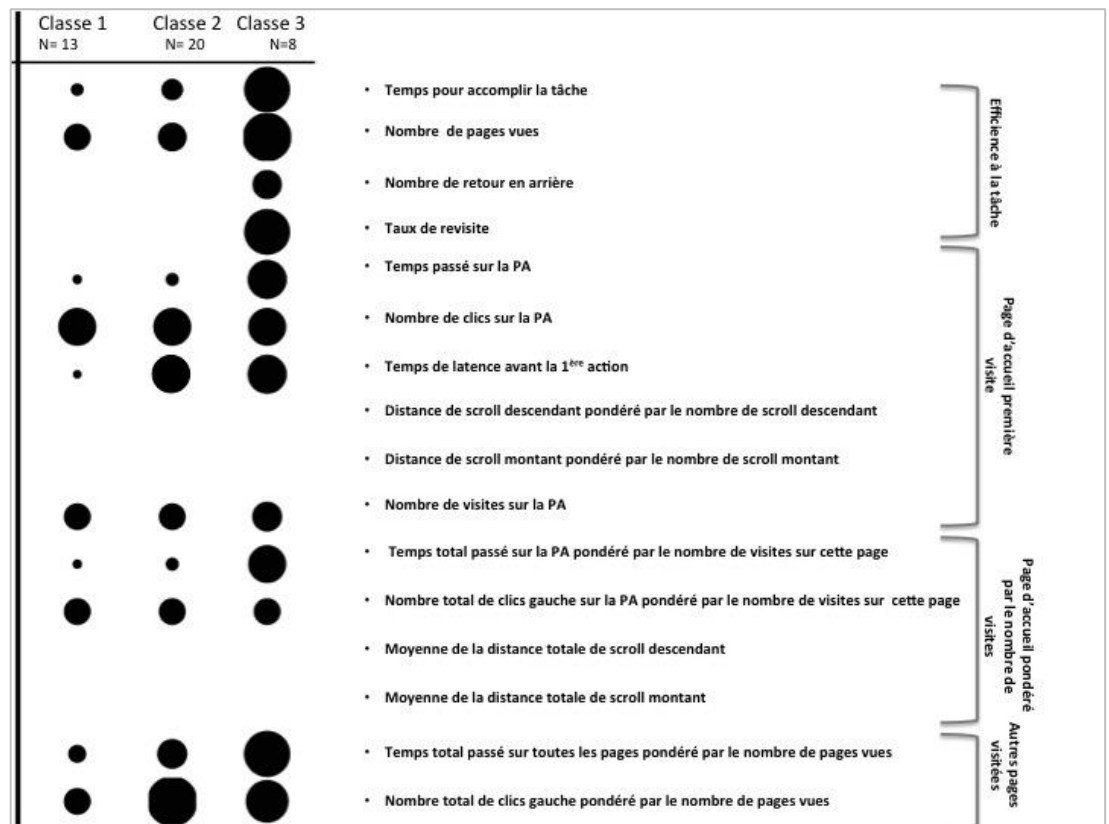 Classe 1 Classe 2 Classe 3
N= 13 N= 20 N=8
• Temps pour accomplir la tâche
• Nombre de pages vues
• Nombre de retour en arrière
• Taux de revisite
Efficience à la tâche
• Temps passé sur la PA
• Nombre de clics sur la PA
• Temps de latence avant la 1ère action
• Distance de scroll descendant pondéré par le nombre de scroll descendant
• Distance de scroll montant pondéré par le nombre de scroll montant
• Nombre de visites sur la PA
Page d'accueil première
visite
• Temps total passé sur la PA pondéré par le nombre de visites sur cette page
• Nombre total de clics gauche sur la PA pondéré par le nombre de visites sur cette page
• Moyenne de la distance totale de scroll descendant
• Moyenne de la distance totale de scroll montant
Page d'accueil pondéré
par le nombre de
visites
• Temps total passé sur toutes les pages pondéré par le nombre de pages vues
• Nombre total de clics gauche pondéré par le nombre de pages vues
Autres pages
visitées